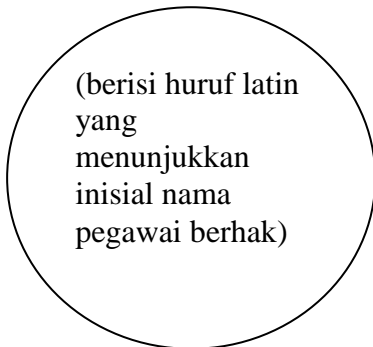 (berisi huruf latin
yang
menunjukkan
inisial nama
pegawai berhak)